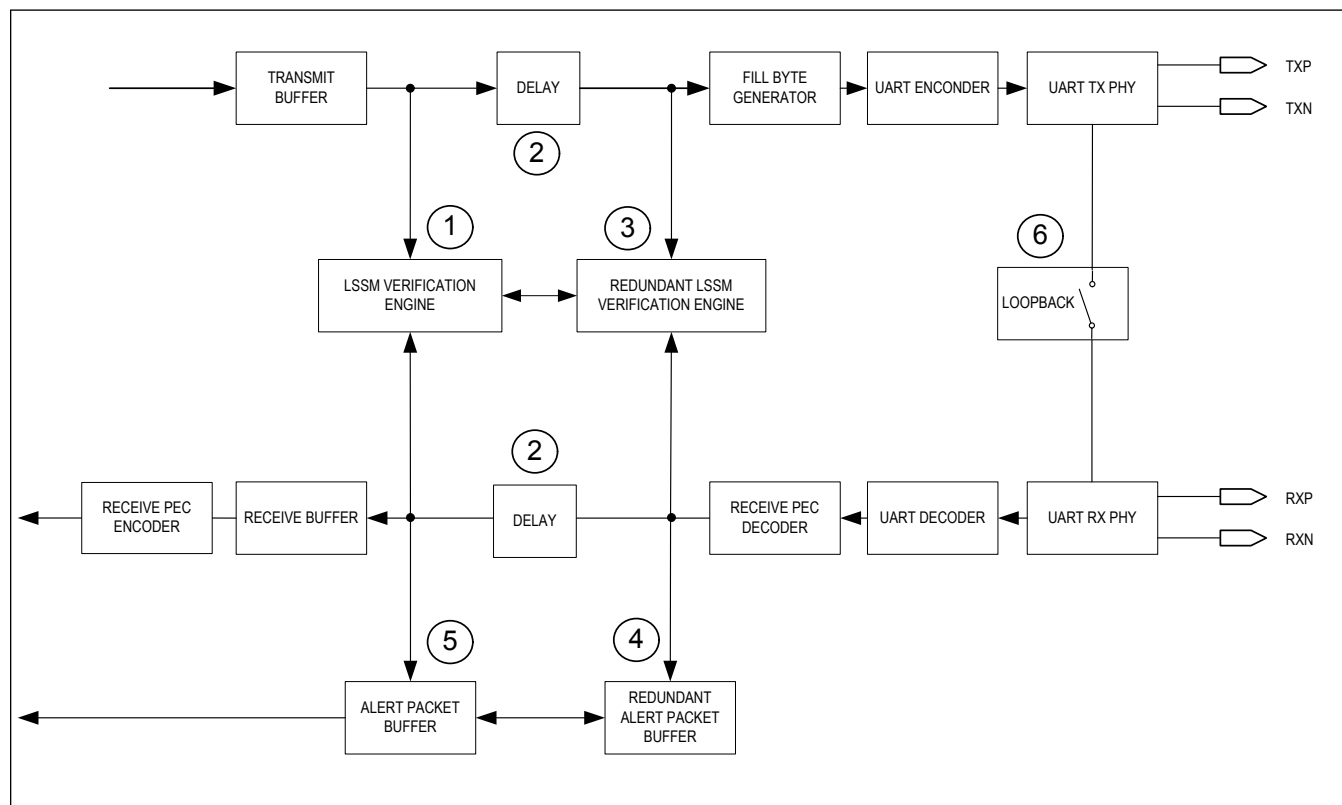 TRANSMIT
BUFFER
DELAY
FILL BYTE
GENERATOR
UART ENCONDER
UART TX PHY
TXP
TXN
2
1
3
6
LSSM VERIFICATION
ENGINE
REDUNDANT LSSM
VERIFICATION ENGINE
LOOPBACK
2
RECEIVE PEC
ENCODER
RECEIVE BUFFER
DELAY
RECEIVE PEC
DECODER
UART DECODER
UART RX PHY
RXP
RXN
5
4
ALERT PACKET
BUFFER
REDUNDANT
ALERT PACKET
BUFFER